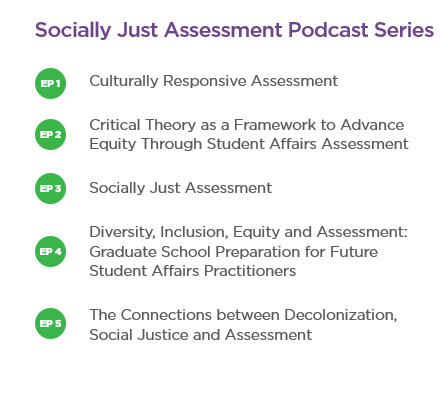 Socially Just Assessment Podcast Series
EP 1
Culturally Responsive Assessment
EP 2
Critical Theory as a Framework to Advance
Equity Through Student Affairs Assessment
EP 3
Socially Just Assessment
EP 4
Diversity, Inclusion, Equity and Assessment:
Graduate School Preparation for Future
Student Affairs Practitioners
EP 5
The Connections between Decolonization,
Social Justice and Assessment